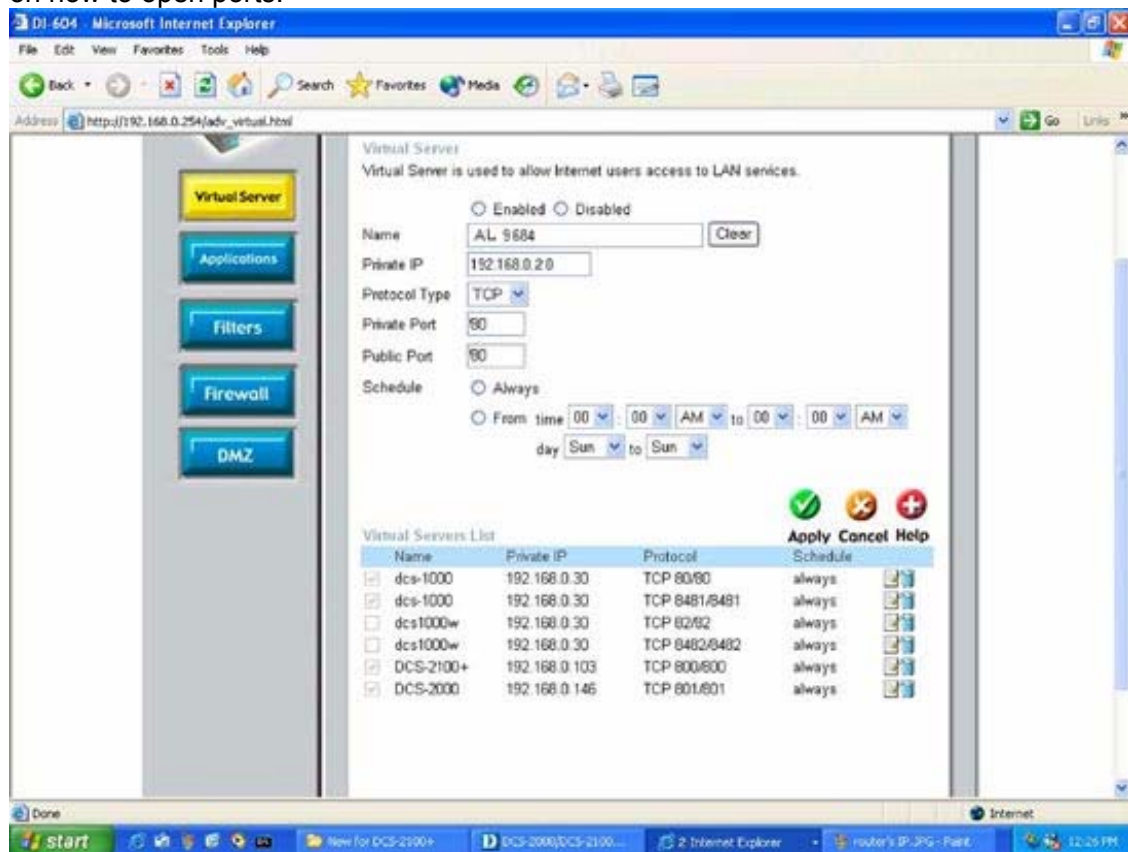 on how to open ports.
DI-604 - Microsoft Internet Explorer
File Edit View Favorites Tools Help
Back Search Favorites Media
Address http://192.168.0.254/adv_virtual.html Go Links »
Virtual Server
Virtual Server is used to allow Internet users access to LAN services.
Virtual Server
Enabled Disabled
Name AL 9684 Clear
Applications
Private IP 192.168.0.20
Protocol Type TCP
Filters
Private Port 80
Public Port 80
Firewall
Schedule Always
From time 00 : 00 AM to 00 : 00 AM
day Sun to Sun
DMZ
Apply Cancel Help
Virtual Servers List
Name Private IP Protocol Schedule
dcs-1000 192.168.0.30 TCP 80/80 always
dcs-1000 192.168.0.30 TCP 8481/8481 always
dcs1000w 192.168.0.30 TCP 82/82 always
dcs1000w 192.168.0.30 TCP 8482/8482 always
DCS-2100+ 192.168.0.103 TCP 800/800 always
DCS-2000 192.168.0.146 TCP 801/801 always
Done Internet
start New for DCS-2100+ DCS-2000/DCS-2100... 2 Internet Explorer router's IP.JPG - Paint 12:26 PM